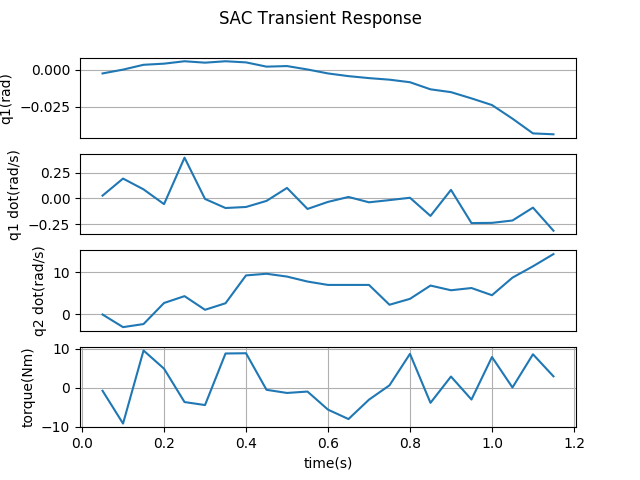 SAC Transient Response
0.000
−0.025
q1(rad)
0.25
0.00
−0.25
q1 dot(rad/s)
10
0
q2 dot(rad/s)
10
0
−10
torque(Nm)
0.0 0.2 0.4 0.6 0.8 1.0 1.2
time(s)